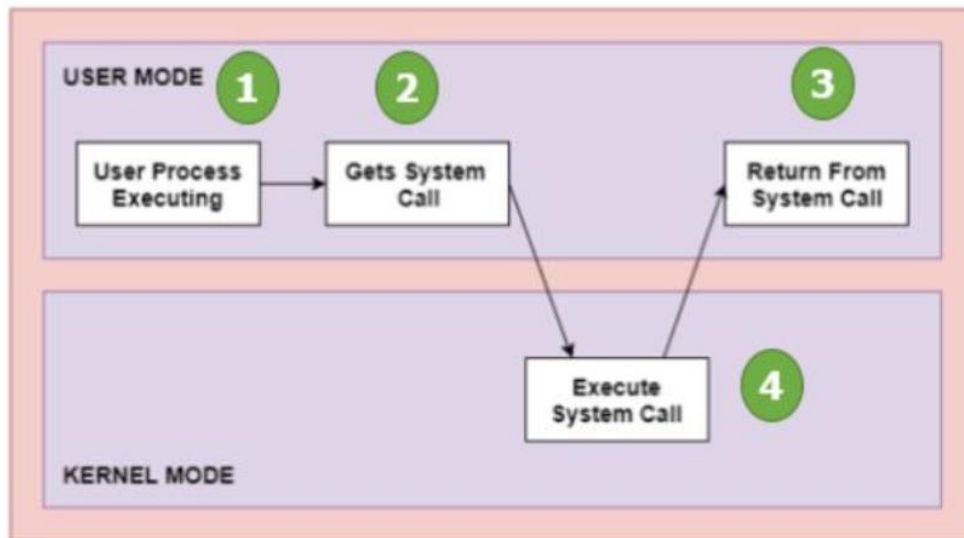 USER MODE
1
2
3
User Process
Executing
Gets System
Call
Return From
System Call
Execute
System Call
4
KERNEL MODE